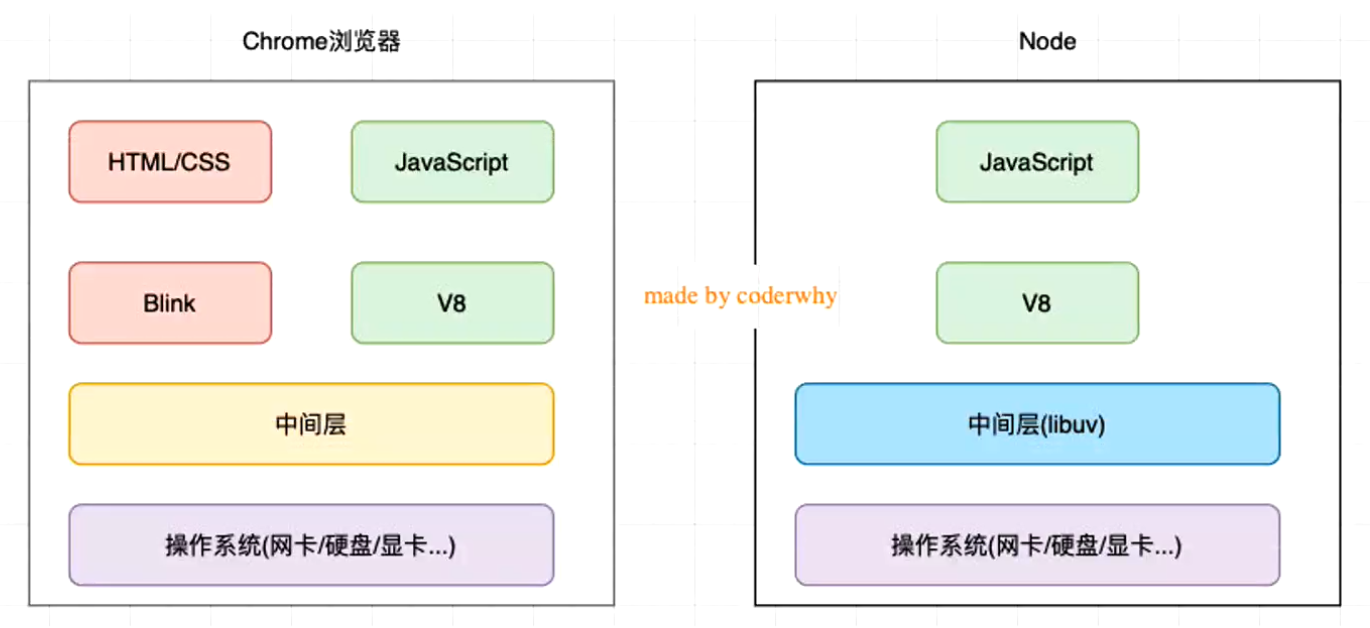 Chrome浏览器
HTML/CSS
JavaScript
Blink
V8
中间层
操作系统(网卡/硬盘/显卡...)
made by coderwhy
Node
JavaScript
V8
中间层(libuv)
操作系统(网卡/硬盘/显卡...)